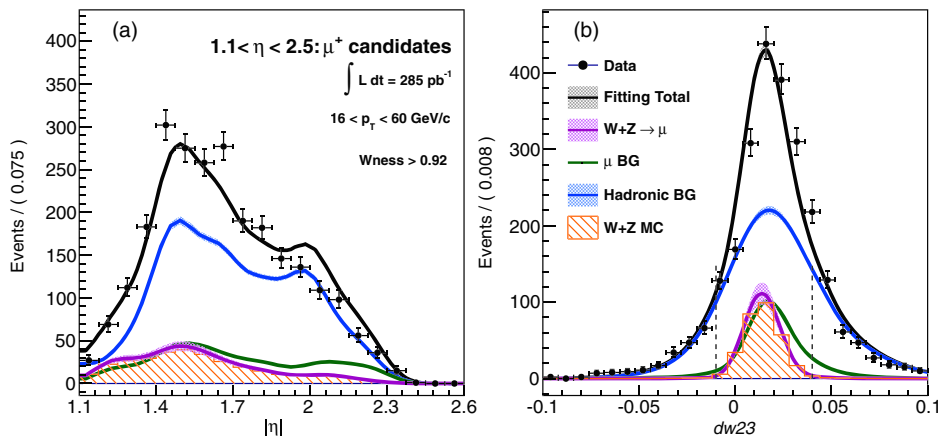 (a)
1.1< η < 2.5: μ⁺ candidates
∫ L dt = 285 pb⁻¹
16 < p_T < 60 GeV/c
Wness > 0.92
Events / ( 0.075 )
400
350
300
250
200
150
100
50
0
1.1 1.4 1.7 2 2.3 2.6
|η|
(b)
Data
Fitting Total
W+Z → μ
μ BG
Hadronic BG
W+Z MC
Events / ( 0.008 )
400
300
200
100
0
-0.1 -0.05 0 0.05 0.1
dw23